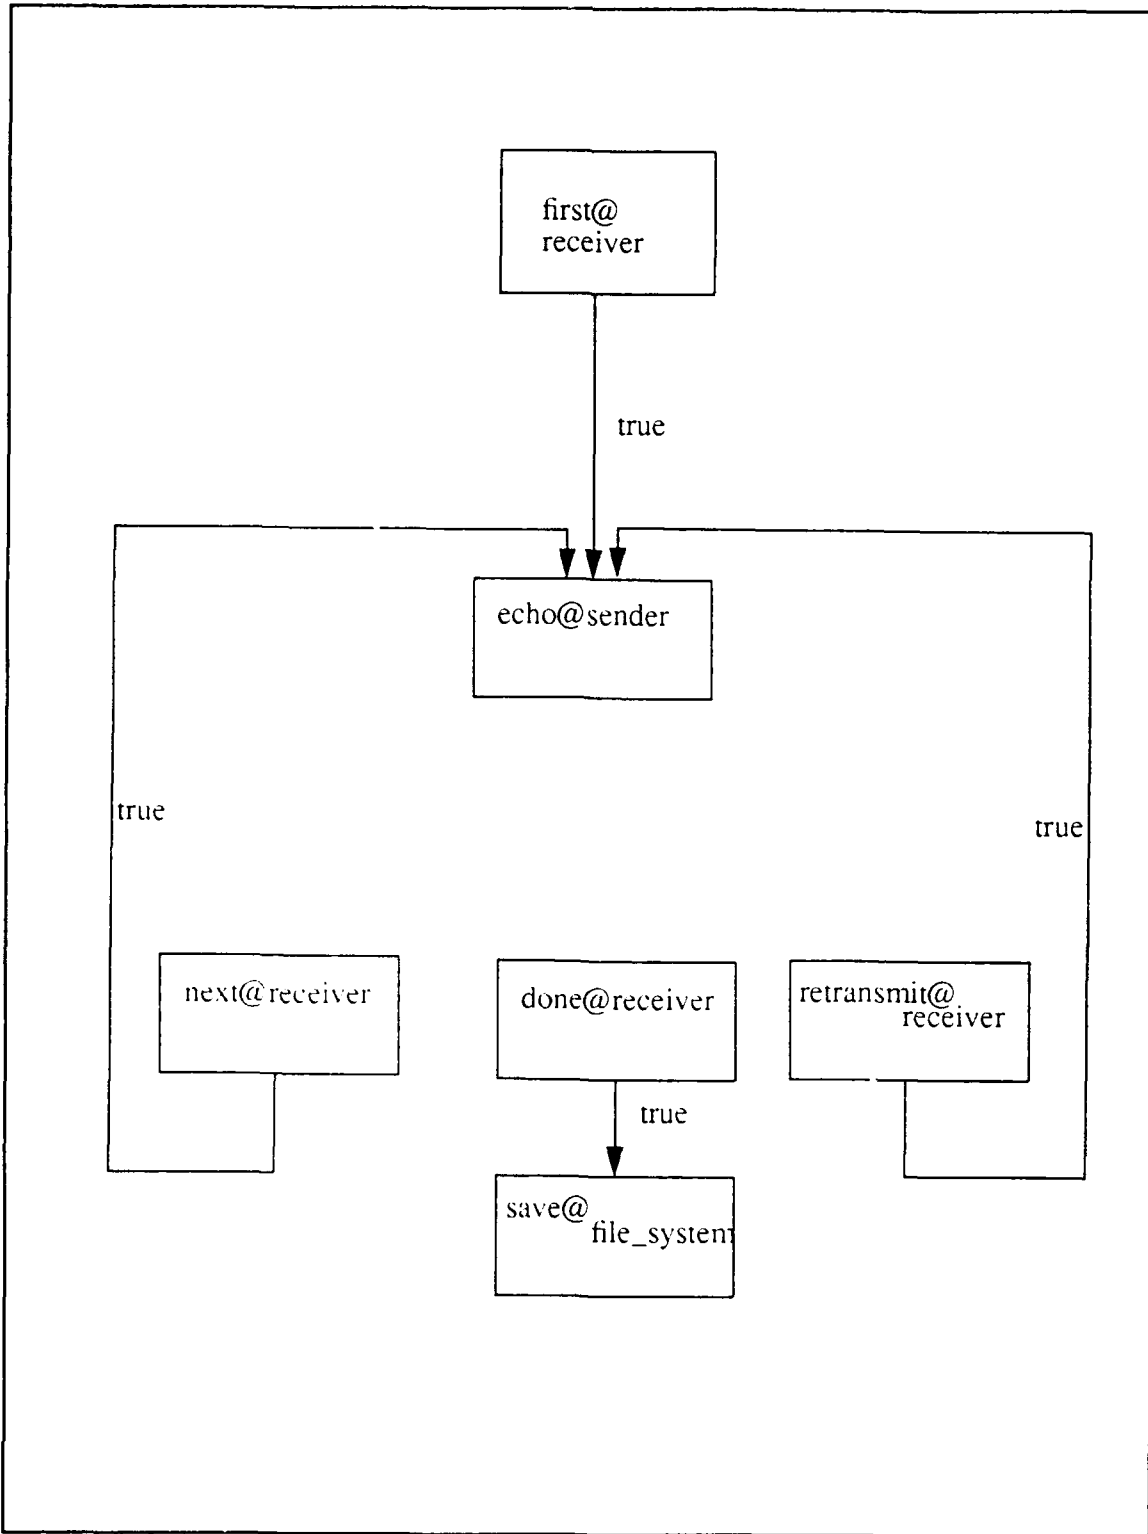 first@
receiver
true
echo@sender
true
true
next@receiver
done@receiver
retransmit@
receiver
true
save@
file_system